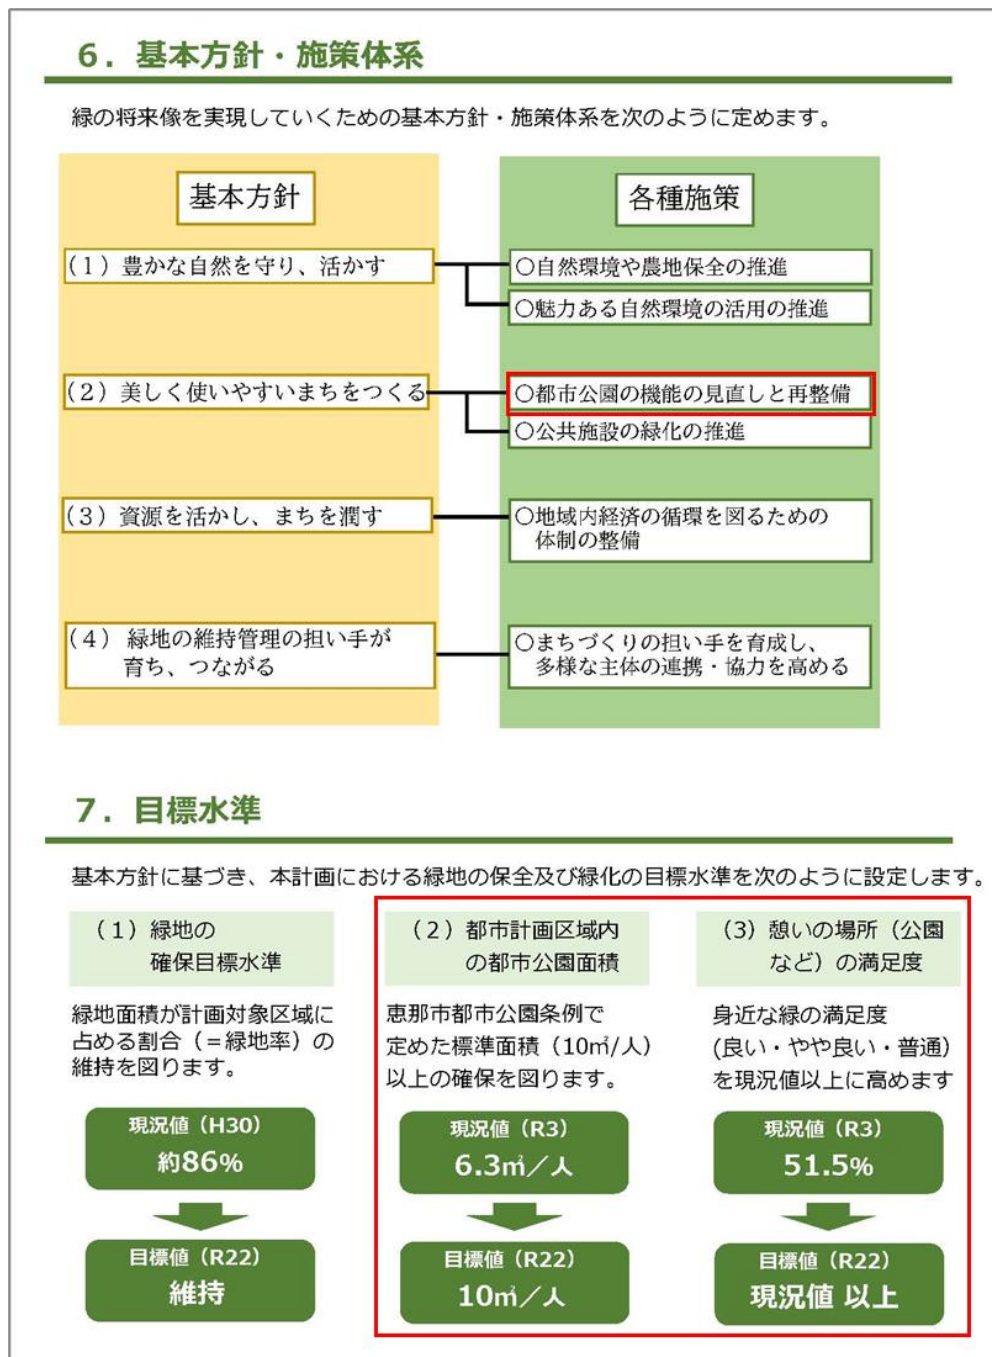 6．基本方針・施策体系
緑の将来像を実現していくための基本方針・施策体系を次のように定めます。
基本方針
各種施策
（1）豊かな自然を守り、活かす
○自然環境や農地保全の推進
○魅力ある自然環境の活用の推進
（2）美しく使いやすいまちをつくる
○都市公園の機能の見直しと再整備
○公共施設の緑化の推進
（3）資源を活かし、まちを潤す
○地域内経済の循環を図るための
体制の整備
（4） 緑地の維持管理の担い手が
育ち、つながる
○まちづくりの担い手を育成し、
多様な主体の連携・協力を高める
7．目標水準
基本方針に基づき、本計画における緑地の保全及び緑化の目標水準を次のように設定します。
（1）緑地の
確保目標水準
緑地面積が計画対象区域に
占める割合（＝緑地率）の
維持を図ります。
現況値（H30）
約86%
目標値（R22）
維持
（2）都市計画区域内
の都市公園面積
恵那市都市公園条例で
定めた標準面積（10㎡/人）
以上の確保を図ります。
現況値（R3）
6.3㎡／人
目標値（R22）
10㎡／人
（3）憩いの場所（公園
など）の満足度
身近な緑の満足度
(良い・やや良い・普通)
を現況値以上に高めます
現況値（R3）
51.5%
目標値（R22）
現況値 以上